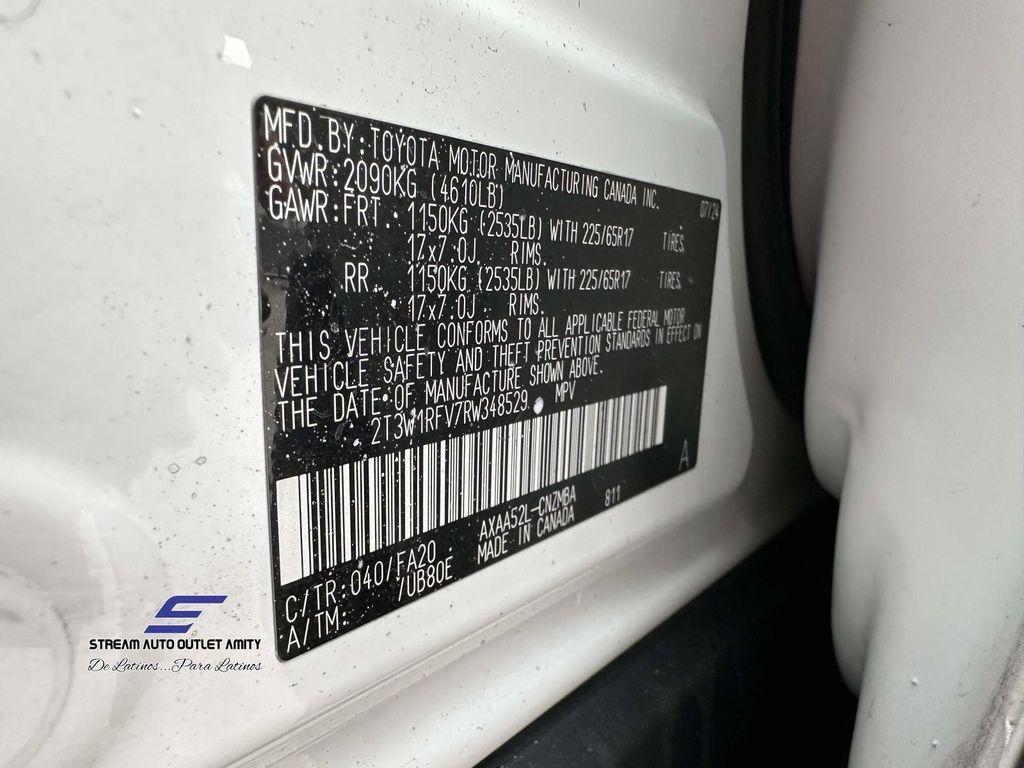 MFD. BY: TOYOTA MOTOR MANUFACTURING CANADA INC. 07/24
GVWR: 2090KG (4610LB)
GAWR: FRT. 1150KG (2535LB) WITH 225/65R17 TIRES,
17x7.0J RIMS.
RR. 1150KG (2535LB) WITH 225/65R17 TIRES,
17x7.0J RIMS.
THIS VEHICLE CONFORMS TO ALL APPLICABLE FEDERAL MOTOR
VEHICLE SAFETY AND THEFT PREVENTION STANDARDS IN EFFECT ON
THE DATE OF MANUFACTURE SHOWN ABOVE.
2T3W1RFV7RW348529 MPV
A
C/TR: 040/FA20 AXAA52L-CNZMBA 811
A/TM: /UB80E MADE IN CANADA
STREAM AUTO OUTLET AMITY
De Latinos...Para Latinos